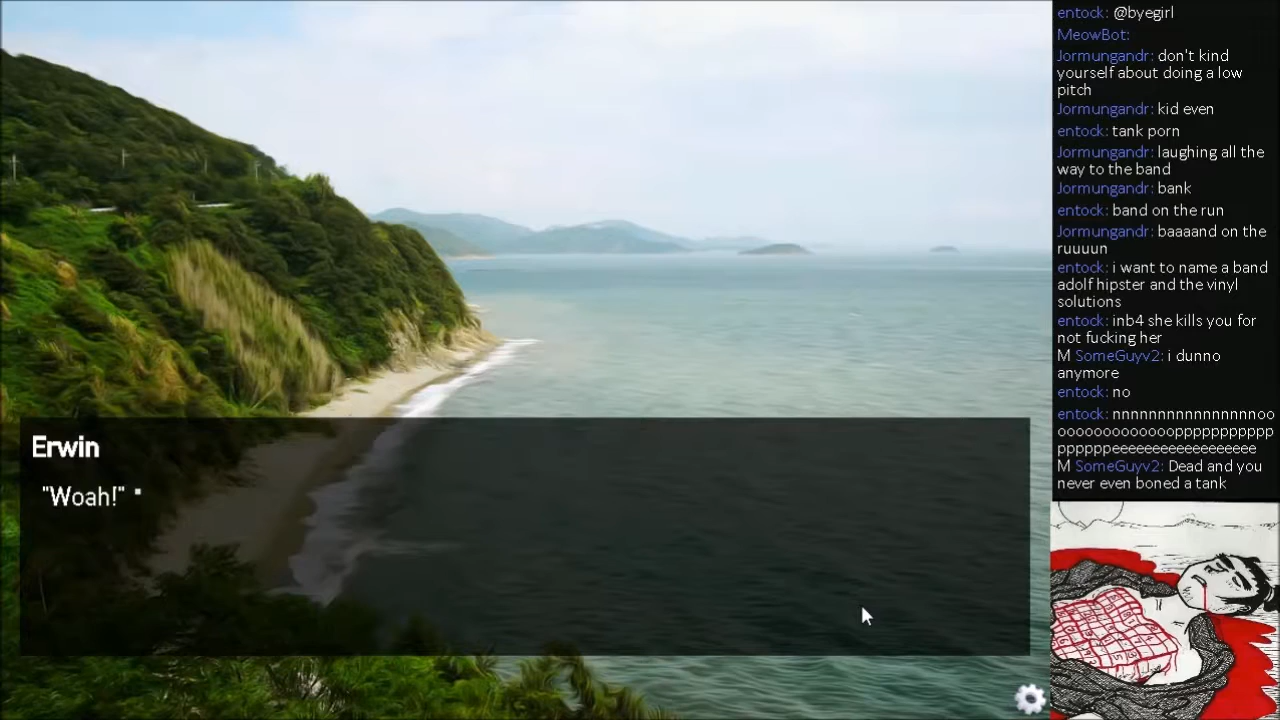 Erwin
"Woah!"
entock: @byegirl
MeowBot:
Jormungandr: don't kind
yourself about doing a low
pitch
Jormungandr: kid even
entock: tank porn
Jormungandr: laughing all the
way to the band
Jormungandr: bank
entock: band on the run
Jormungandr: baaaand on the
ruuuun
entock: i want to name a band
adolf hipster and the vinyl
solutions
entock: inb4 she kills you for
not fucking her
M SomeGuyv2: i dunno
anymore
entock: no
entock: nnnnnnnnnnnnnnnnnoo
ooooooooooooopppppppppp
ppppppeeeeeeeeeeeeeeeee
M SomeGuyv2: Dead and you
never even boned a tank